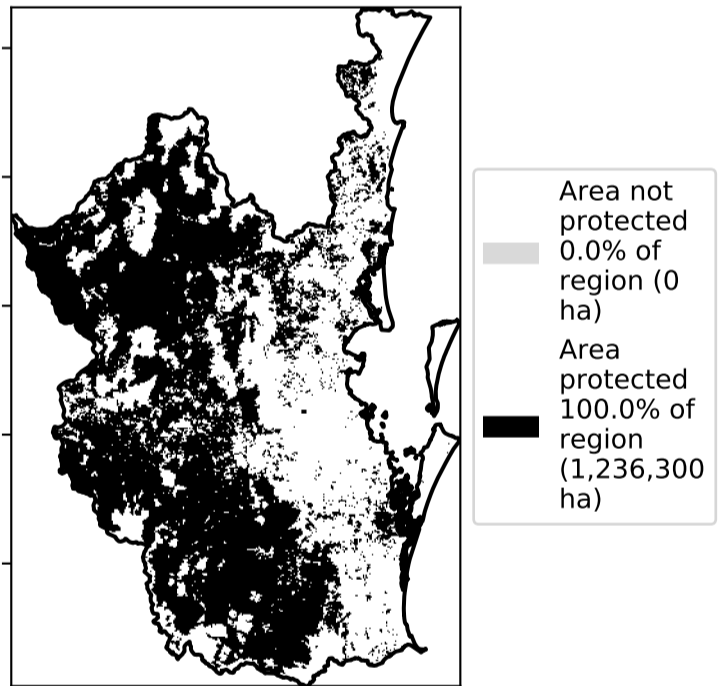 Area not
protected
0.0% of
region (0
ha)
Area
protected
100.0% of
region
(1,236,300
ha)